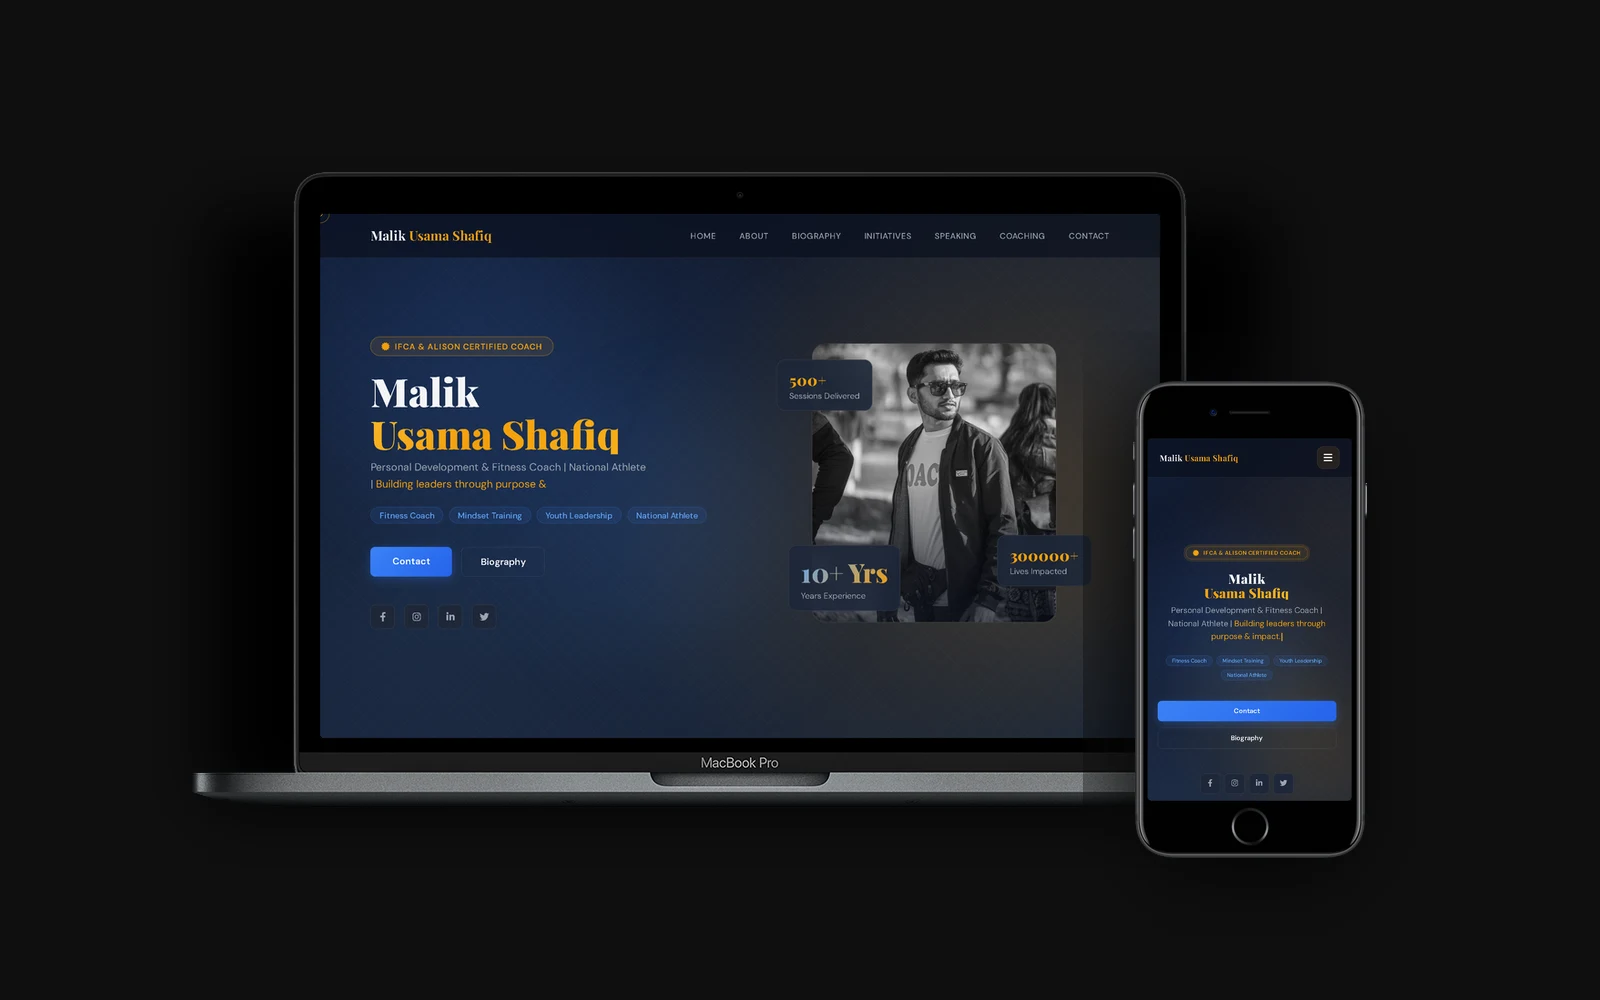 Malik Usama Shafiq
HOME ABOUT BIOGRAPHY INITIATIVES SPEAKING COACHING CONTACT
IFCA & ALISON CERTIFIED COACH
Malik
Usama Shafiq
Personal Development & Fitness Coach | National Athlete
| Building leaders through purpose &
Fitness Coach Mindset Training Youth Leadership National Athlete
Contact Biography
500+
Sessions Delivered
OAC
10+ Yrs
Years Experience
300000+
Lives Impacted
MacBook Pro
Malik Usama Shafiq
IFCA & ALISON CERTIFIED COACH
Malik
Usama Shafiq
Personal Development & Fitness Coach |
National Athlete | Building leaders through
purpose & impact.|
Fitness Coach Mindset Training Youth Leadership
National Athlete
Contact
Biography